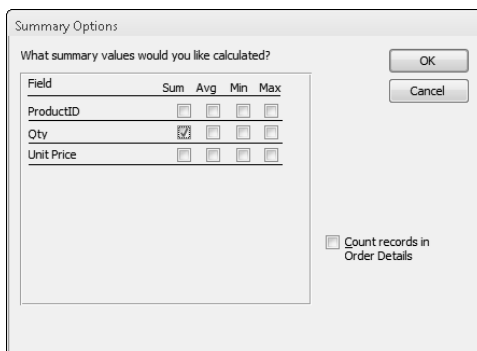 Summary Options
What summary values would you like calculated?
OK
Cancel
Field Sum Avg Min Max
ProductID
Qty
Unit Price
Count records in
Order Details